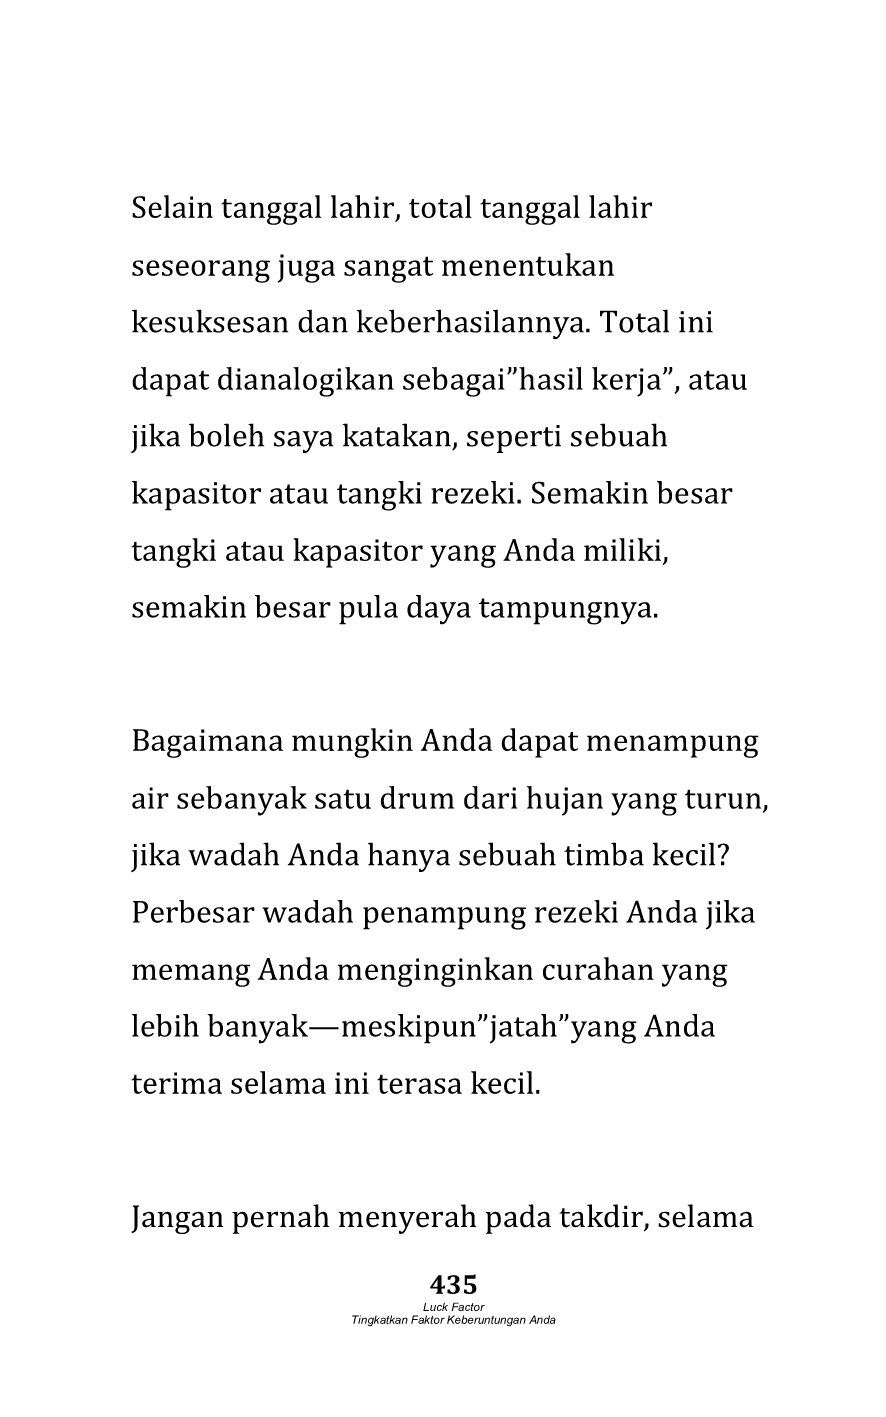 Selain tanggal lahir, total tanggal lahir
seseorang juga sangat menentukan
kesuksesan dan keberhasilannya. Total ini
dapat dianalogikan sebagai”hasil kerja”, atau
jika boleh saya katakan, seperti sebuah
kapasitor atau tangki rezeki. Semakin besar
tangki atau kapasitor yang Anda miliki,
semakin besar pula daya tampungnya.
Bagaimana mungkin Anda dapat menampung
air sebanyak satu drum dari hujan yang turun,
jika wadah Anda hanya sebuah timba kecil?
Perbesar wadah penampung rezeki Anda jika
memang Anda menginginkan curahan yang
lebih banyak—meskipun”jatah”yang Anda
terima selama ini terasa kecil.
Jangan pernah menyerah pada takdir, selama
435
Luck Factor
Tingkatkan Faktor Keberuntungan Anda